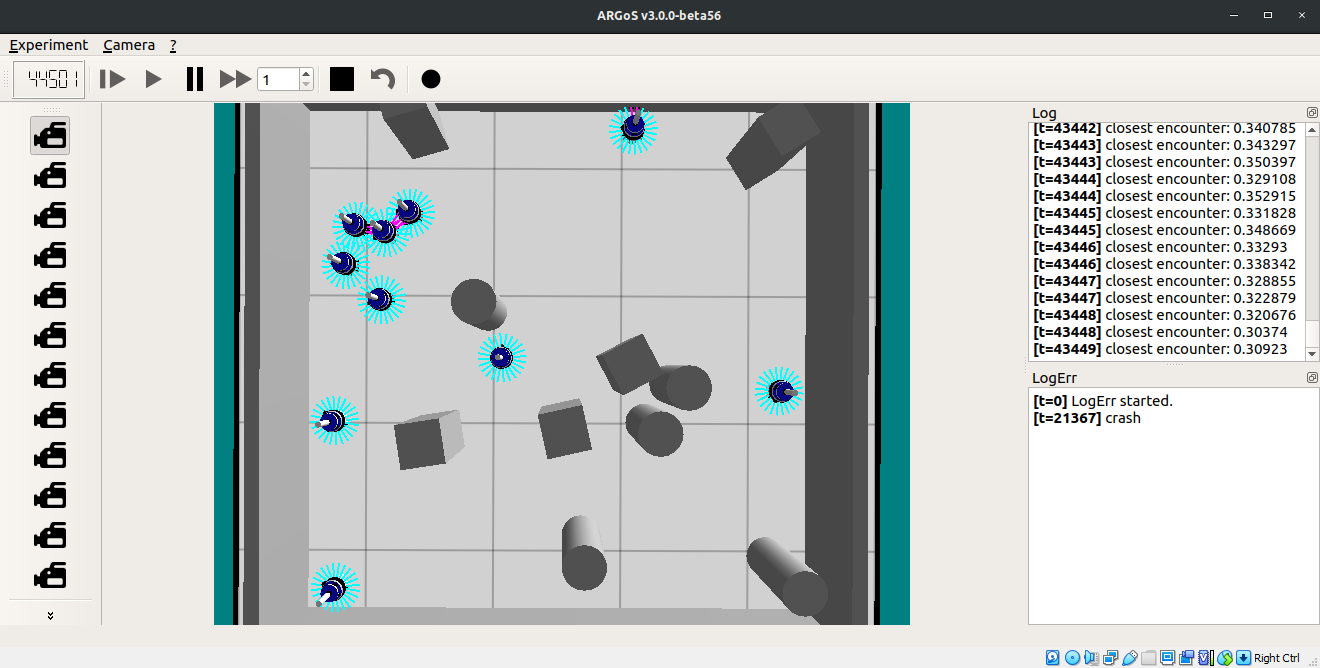 ARGoS v3.0.0-beta56
Experiment Camera ?
44501
1
Log
[t=43442] closest encounter: 0.340785
[t=43443] closest encounter: 0.343297
[t=43443] closest encounter: 0.350397
[t=43444] closest encounter: 0.329108
[t=43444] closest encounter: 0.352915
[t=43445] closest encounter: 0.331828
[t=43445] closest encounter: 0.348669
[t=43446] closest encounter: 0.33293
[t=43446] closest encounter: 0.338342
[t=43447] closest encounter: 0.328855
[t=43447] closest encounter: 0.322879
[t=43448] closest encounter: 0.320676
[t=43448] closest encounter: 0.30374
[t=43449] closest encounter: 0.30923
LogErr
[t=0] LogErr started.
[t=21367] crash
Right Ctrl